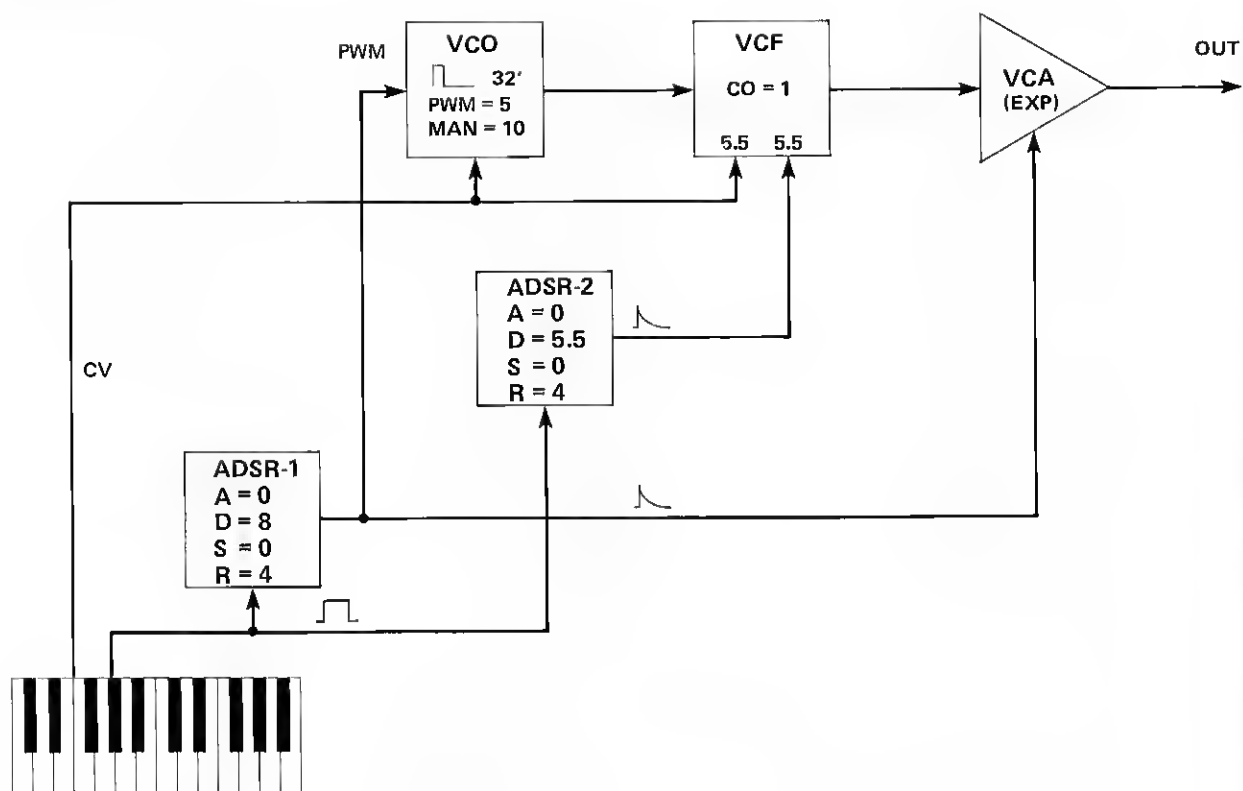 PWM
VCO
32'
PWM = 5
MAN = 10
VCF
CO = 1
5.5 5.5
VCA
(EXP)
OUT
CV
ADSR-2
A = 0
D = 5.5
S = 0
R = 4
ADSR-1
A = 0
D = 8
S = 0
R = 4